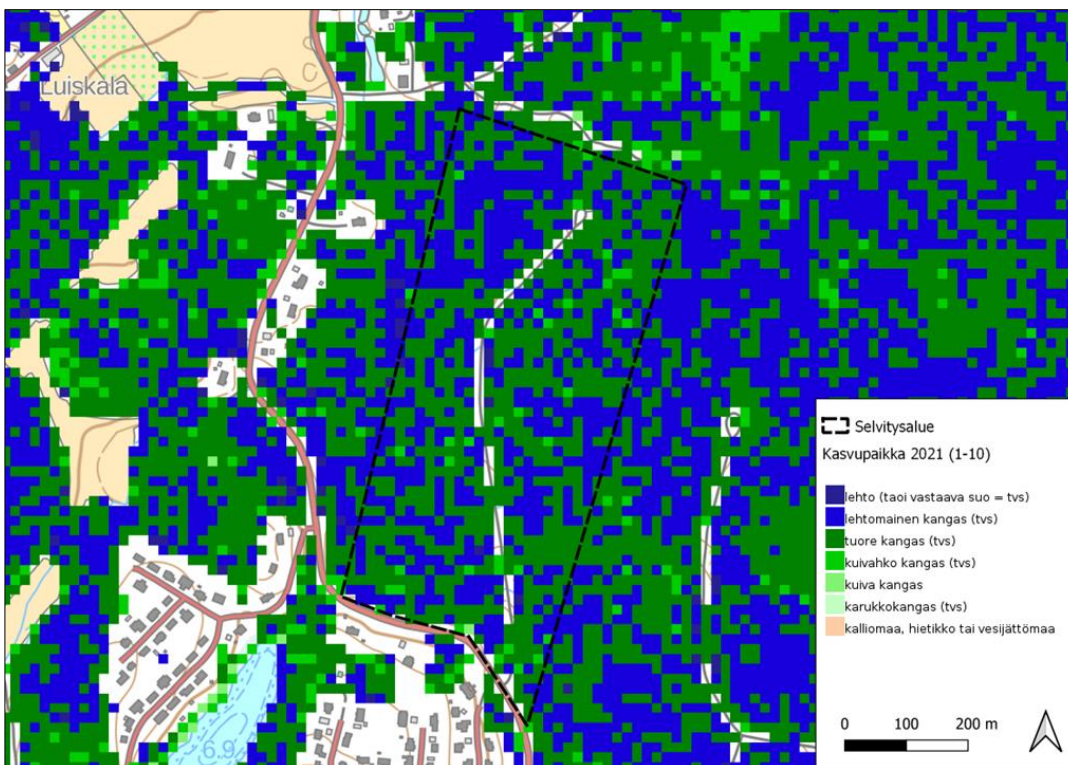 Luiskala
6.9
Selvitysalue
Kasvupaikka 2021 (1-10)
lehto (taoi vastaava suo = tvs)
lehtomainen kangas (tvs)
tuore kangas (tvs)
kuivahko kangas (tvs)
kuiva kangas
karukkokangas (tvs)
kalliomaa, hietikko tai vesijättömaa
0 100 200 m